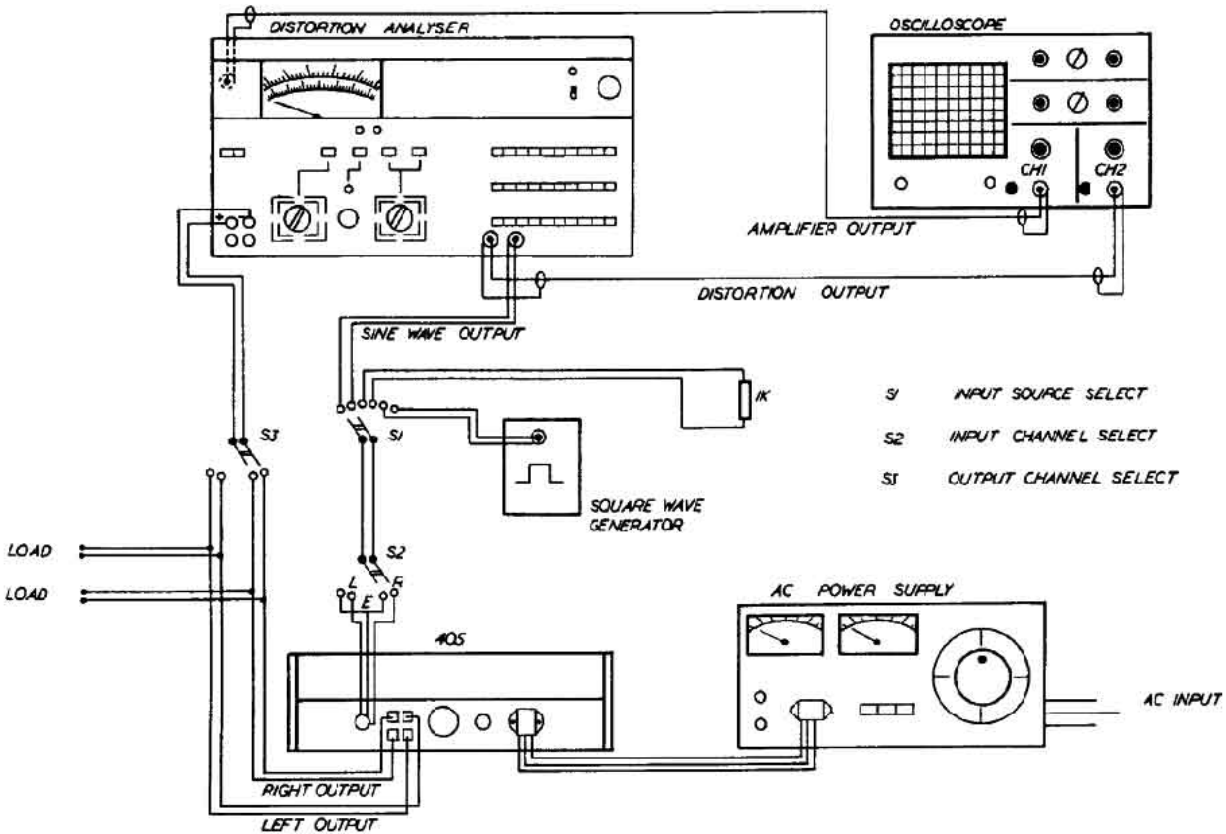 DISTORTION ANALYSER
OSCILLOSCOPE
CH1
CH2
AMPLIFIER OUTPUT
DISTORTION OUTPUT
+
SINE WAVE OUTPUT
1K
S1
S3
SQUARE WAVE
GENERATOR
S1 INPUT SOURCE SELECT
S2 INPUT CHANNEL SELECT
S3 OUTPUT CHANNEL SELECT
LOAD
LOAD
S2
L
R
E
405
AC POWER SUPPLY
AC INPUT
RIGHT OUTPUT
LEFT OUTPUT